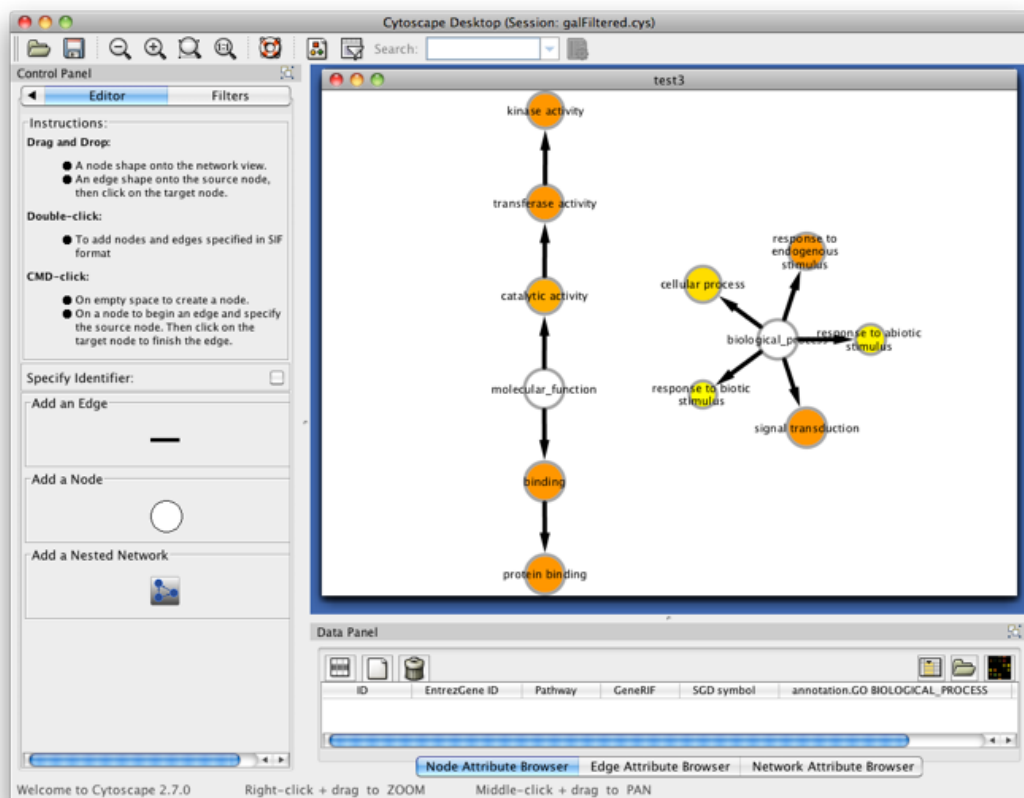 Cytoscape Desktop (Session: galFiltered.cys)
Search:
Control Panel
Editor
Filters
Instructions:
Drag and Drop:
● A node shape onto the network view.
● An edge shape onto the source node,
then click on the target node.
Double-click:
● To add nodes and edges specified in SIF
format
CMD-click:
● On empty space to create a node.
● On a node to begin an edge and specify
the source node. Then click on the
target node to finish the edge.
Specify Identifier:
Add an Edge
Add a Node
Add a Nested Network
test3
kinase activity
transferase activity
catalytic activity
molecular_function
binding
protein binding
response to
endogenous
stimulus
cellular process
biological_process
response to abiotic
stimulus
response to biotic
stimulus
signal transduction
Data Panel
ID
EntrezGene ID
Pathway
GeneRIF
SGD symbol
annotation.GO BIOLOGICAL_PROCESS
Node Attribute Browser
Edge Attribute Browser
Network Attribute Browser
Welcome to Cytoscape 2.7.0
Right-click + drag to ZOOM
Middle-click + drag to PAN